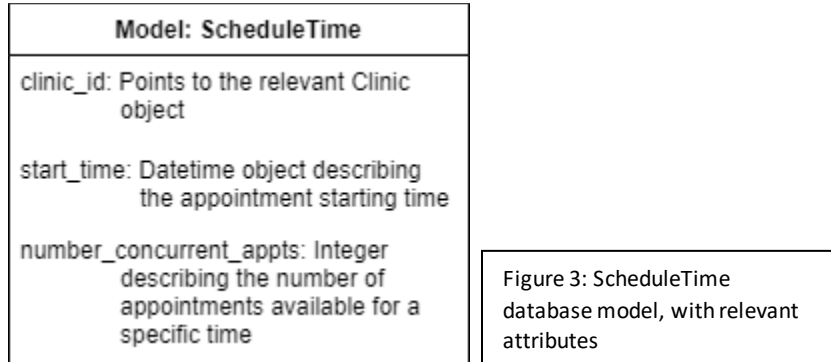 Model: ScheduleTime
clinic_id: Points to the relevant Clinic
object
start_time: Datetime object describing
the appointment starting time
number_concurrent_appts: Integer
describing the number of
appointments available for a
specific time
Figure 3: ScheduleTime
database model, with relevant
attributes